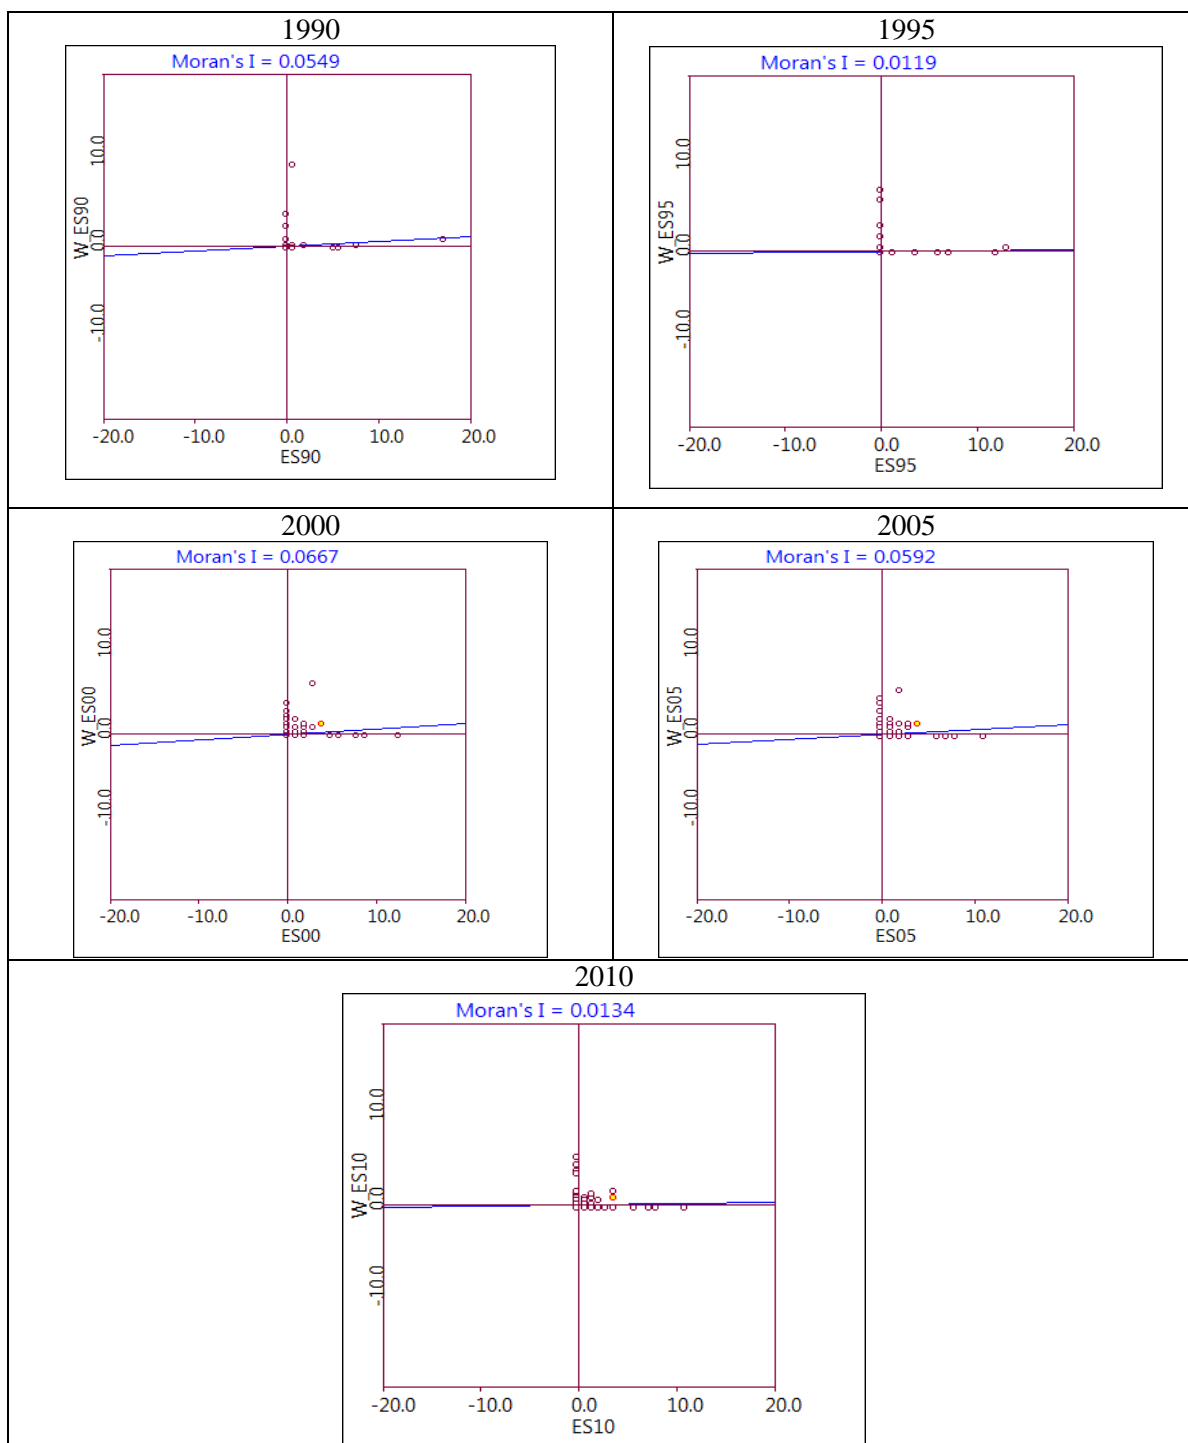 1990
Moran's I = 0.0549
10.0
0.0
-10.0
W_ES90
-20.0 -10.0 0.0 10.0 20.0
ES90
1995
Moran's I = 0.0119
10.0
0.0
-10.0
W_ES95
-20.0 -10.0 0.0 10.0 20.0
ES95
2000
Moran's I = 0.0667
10.0
0.0
-10.0
W_ES00
-20.0 -10.0 0.0 10.0 20.0
ES00
2005
Moran's I = 0.0592
10.0
0.0
-10.0
W_ES05
-20.0 -10.0 0.0 10.0 20.0
ES05
2010
Moran's I = 0.0134
10.0
0.0
-10.0
W_ES10
-20.0 -10.0 0.0 10.0 20.0
ES10